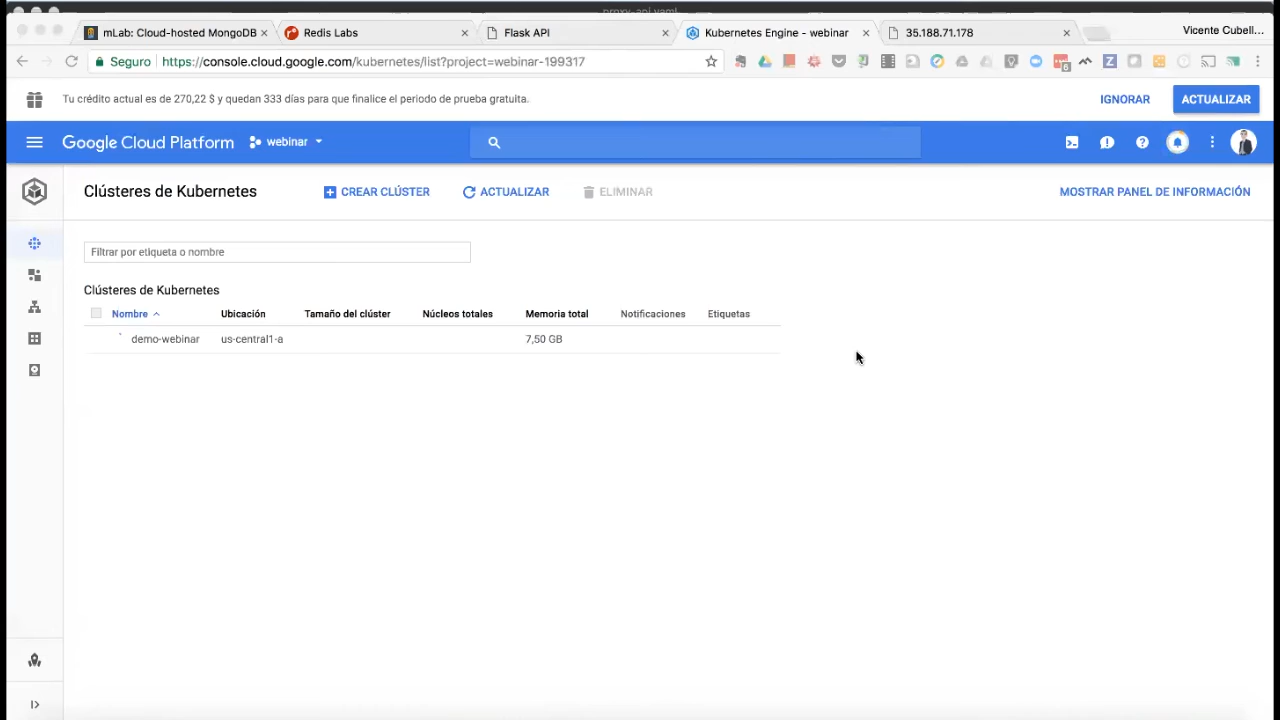 proxy-api.yaml
mLab: Cloud-hosted MongoDB
Redis Labs
Flask API
Kubernetes Engine - webinar
35.188.71.178
Vicente Cubell...
Seguro
https://console.cloud.google.com/kubernetes/list?project=webinar-199317
6
Tu crédito actual es de 270,22 $ y quedan 333 días para que finalice el periodo de prueba gratuita.
IGNORAR
ACTUALIZAR
Google Cloud Platform
webinar
Clústeres de Kubernetes
CREAR CLÚSTER
ACTUALIZAR
ELIMINAR
MOSTRAR PANEL DE INFORMACIÓN
Filtrar por etiqueta o nombre
Clústeres de Kubernetes
Nombre Ubicación Tamaño del clúster Núcleos totales Memoria total Notificaciones Etiquetas
demo-webinar us-central1-a 7,50 GB